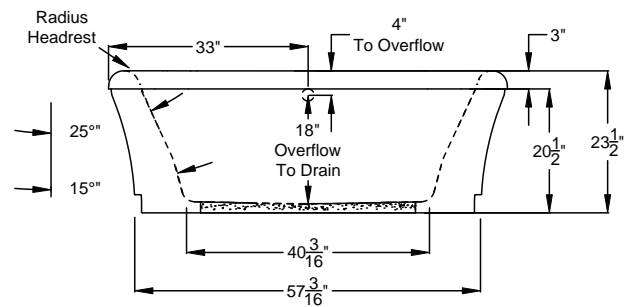 Radius
Headrest
33"
4"
To Overflow
3"
25°"
15°"
18"
Overflow
To Drain
20 1/2"
23 1/2"
40 3/16"
57 3/16"